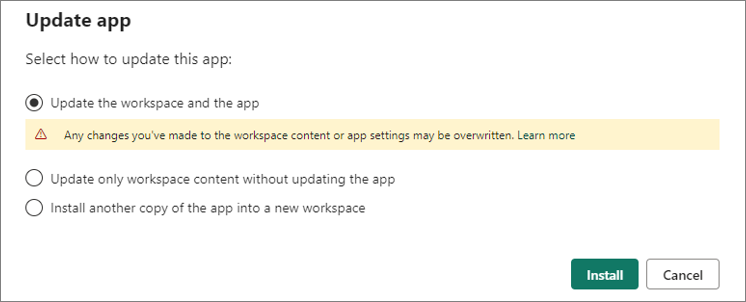 Update app
Select how to update this app:
Update the workspace and the app
Any changes you've made to the workspace content or app settings may be overwritten. Learn more
Update only workspace content without updating the app
Install another copy of the app into a new workspace
Install Cancel